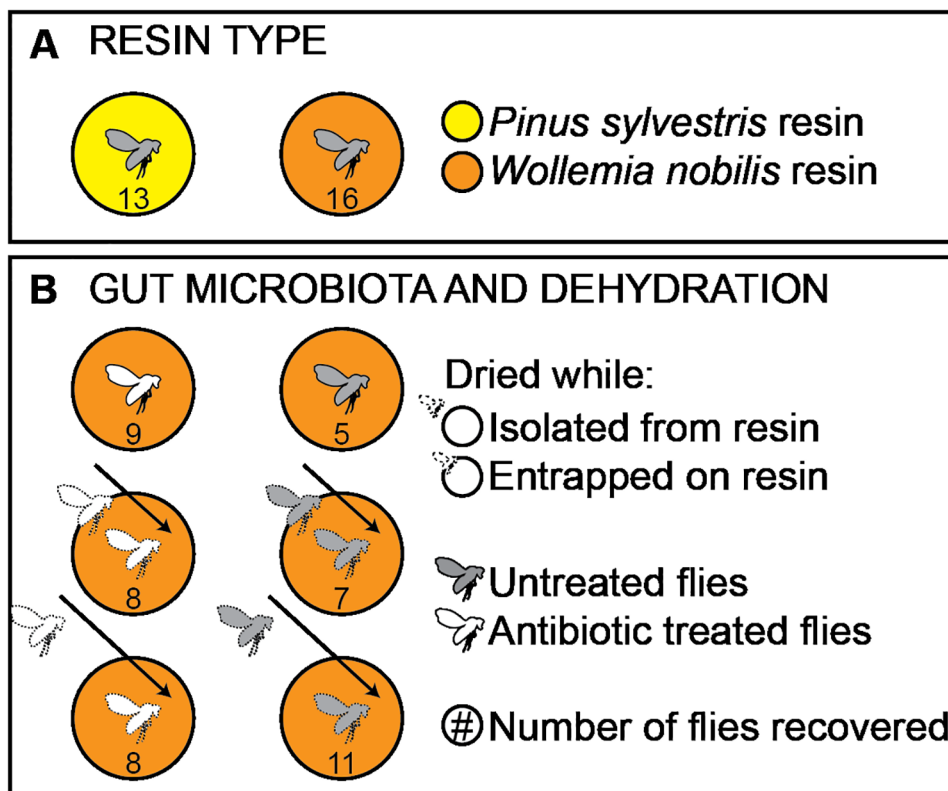 A RESIN TYPE
13
16
Pinus sylvestris resin
Wollemia nobilis resin
B GUT MICROBIOTA AND DEHYDRATION
9
5
Dried while:
Isolated from resin
Entrapped on resin
8
7
Untreated flies
Antibiotic treated flies
8
11
# Number of flies recovered